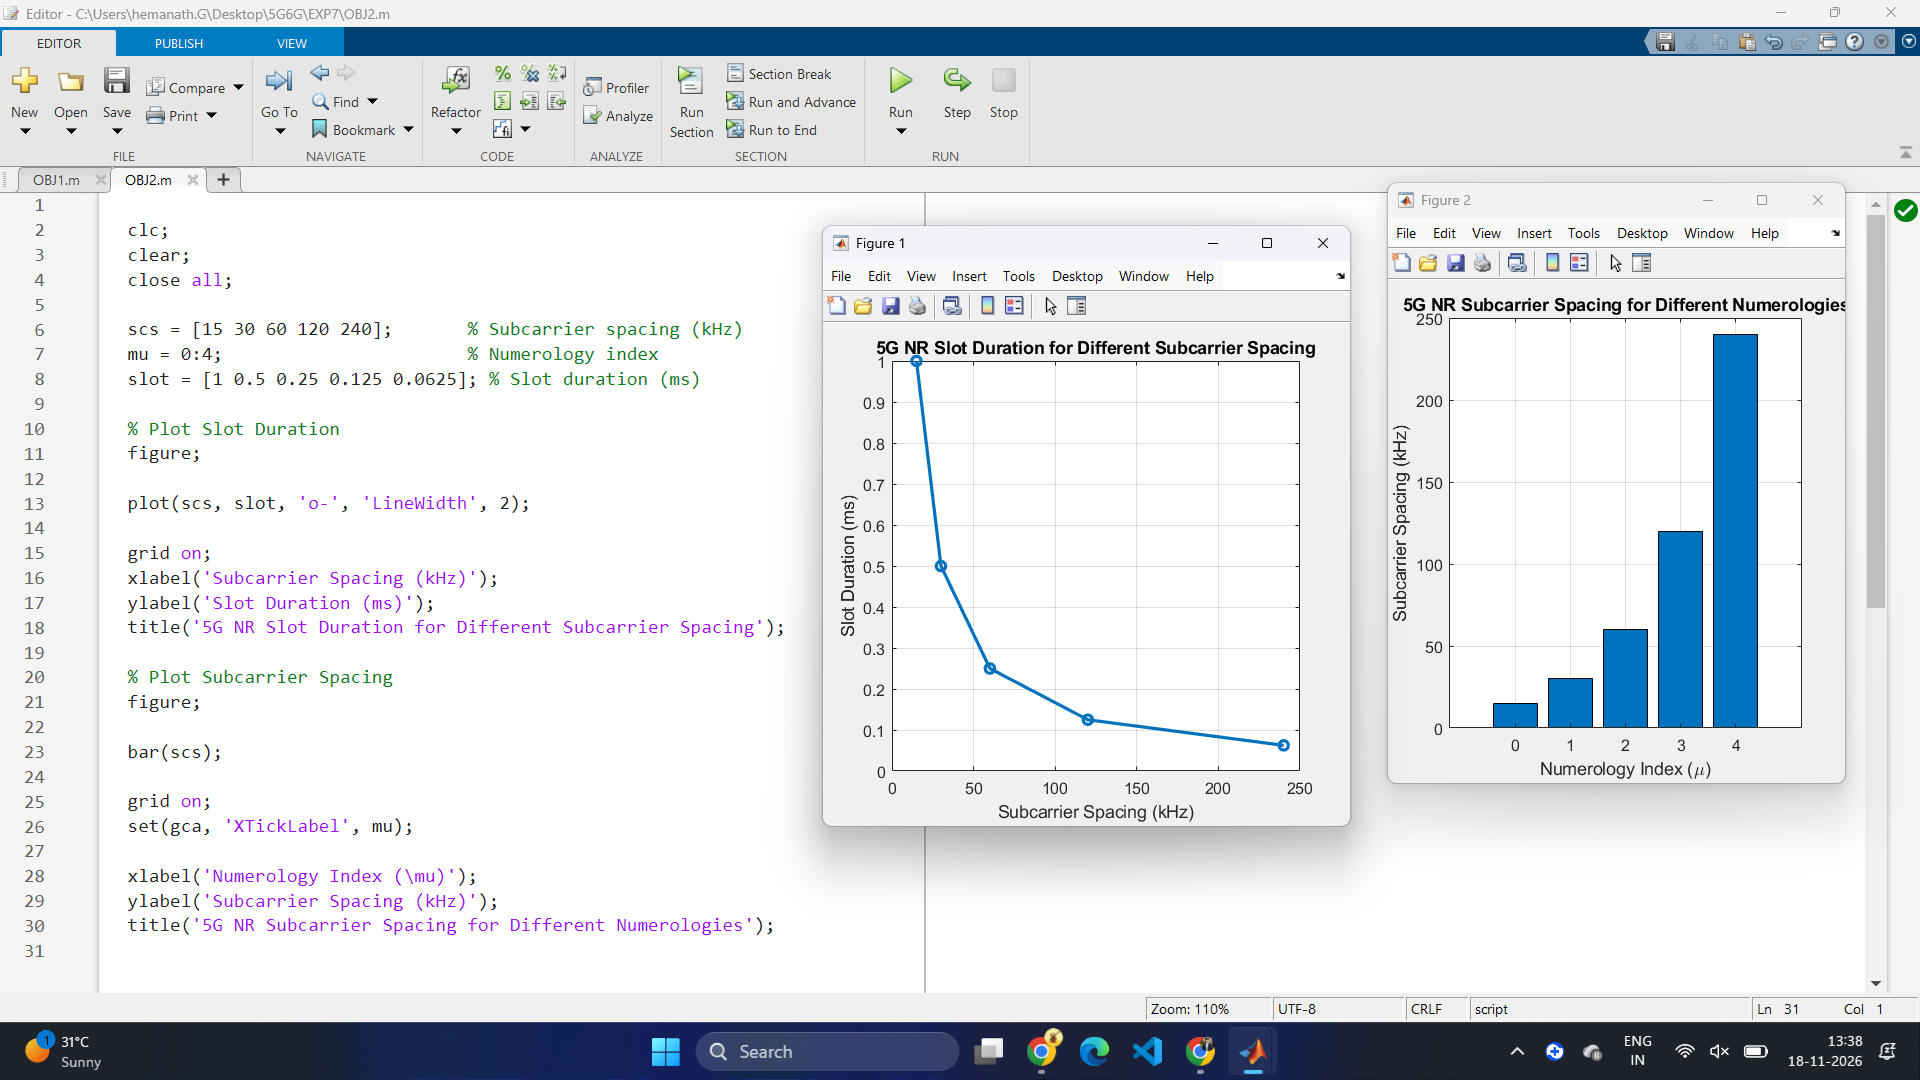 Editor - C:\Users\hemanath.G\Desktop\5G6G\EXP7\OBJ2.m
EDITOR PUBLISH VIEW
New Open Save Compare Print
FILE
Go To Find Bookmark
NAVIGATE
Refactor
CODE
Profiler
Analyze
ANALYZE
Run Section
Section Break
Run and Advance
Run to End
SECTION
Run Step Stop
RUN
OBJ1.m OBJ2.m
1
2 clc;
3 clear;
4 close all;
5
6 scs = [15 30 60 120 240]; % Subcarrier spacing (kHz)
7 mu = 0:4; % Numerology index
8 slot = [1 0.5 0.25 0.125 0.0625]; % Slot duration (ms)
9
10 % Plot Slot Duration
11 figure;
12
13 plot(scs, slot, 'o-', 'LineWidth', 2);
14
15 grid on;
16 xlabel('Subcarrier Spacing (kHz)');
17 ylabel('Slot Duration (ms)');
18 title('5G NR Slot Duration for Different Subcarrier Spacing');
19
20 % Plot Subcarrier Spacing
21 figure;
22
23 bar(scs);
24
25 grid on;
26 set(gca, 'XTickLabel', mu);
27
28 xlabel('Numerology Index (\mu)');
29 ylabel('Subcarrier Spacing (kHz)');
30 title('5G NR Subcarrier Spacing for Different Numerologies');
31
Figure 1
File Edit View Insert Tools Desktop Window Help
5G NR Slot Duration for Different Subcarrier Spacing
1
0.9
0.8
0.7
0.6
0.5
0.4
0.3
0.2
0.1
0
Slot Duration (ms)
0 50 100 150 200 250
Subcarrier Spacing (kHz)
Figure 2
File Edit View Insert Tools Desktop Window Help
5G NR Subcarrier Spacing for Different Numerologies
250
200
150
100
50
0
Subcarrier Spacing (kHz)
0 1 2 3 4
Numerology Index (μ)
Zoom: 110% UTF-8 CRLF script Ln 31 Col 1
1
31°C
Sunny
Search
ENG
IN
13:38
18-11-2026